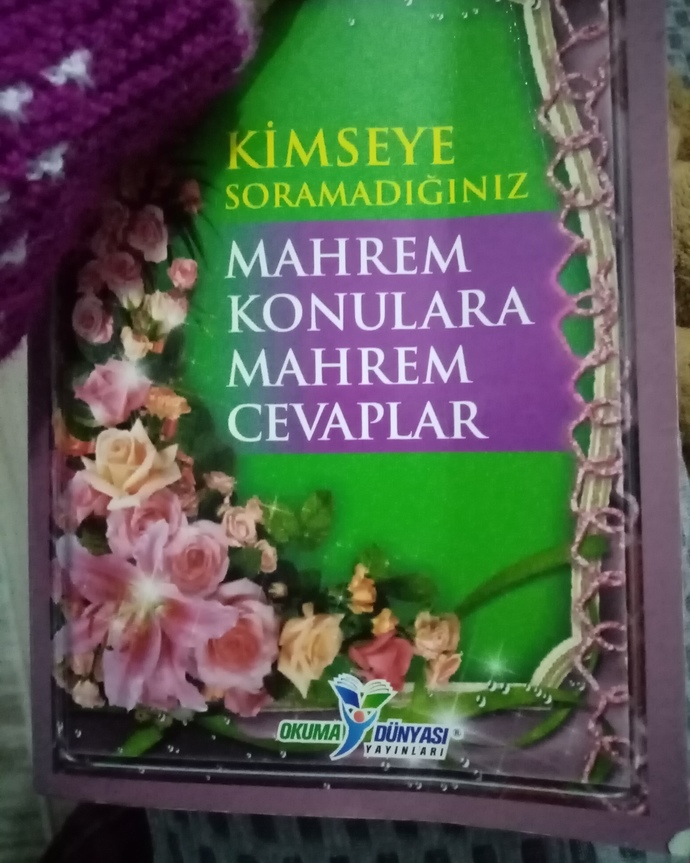 KİMSEYE
SORAMADIĞINIZ
MAHREM
KONULARA
MAHREM
CEVAPLAR
OKUMA DÜNYASI®
YAYINLARI